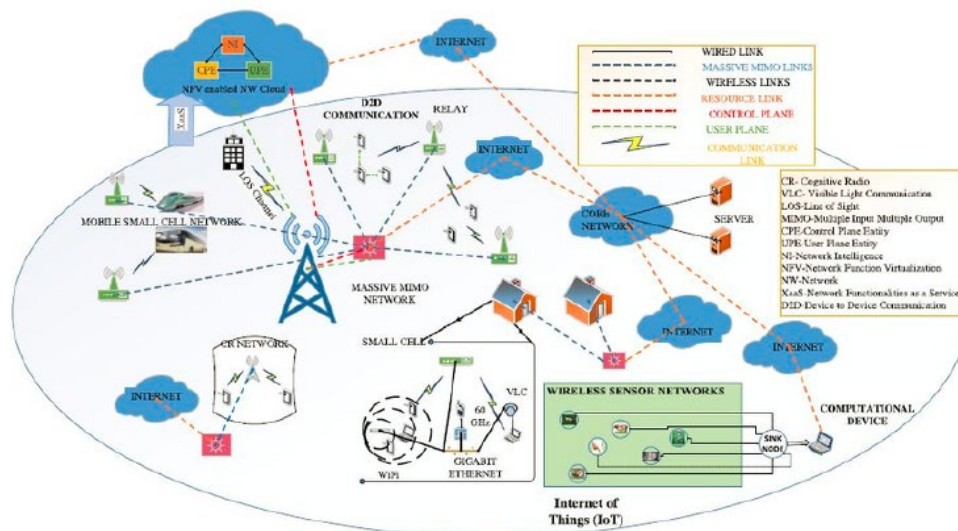 NI
CPE
UPE
NFV enabled NW Cloud
XaaS
INTERNET
WIRED LINK
MASSIVE MIMO LINKS
WIRELESS LINKS
RESOURCE LINK
CONTROL PLANE
USER PLANE
COMMUNICATION
LINK
D2D
COMMUNICATION
RELAY
INTERNET
LOS Channel
MOBILE SMALL CELL NETWORK
CORE
NETWORK
SERVER
CR- Cognitive Radio
VLC- Visible Light Communication
LOS-Line of Sight
MIMO-Multiple Input Multiple Output
CPE-Control Plane Entity
UPE-User Plane Entity
NI-Network Intelligence
NFV-Network Function Virtualization
NW-Network
XaaS-Network Functionalities as a Service
D2D-Device to Device Communication
MASSIVE MIMO
NETWORK
SMALL CELL
INTERNET
INTERNET
CR NETWORK
INTERNET
VLC
60
GHz
WIFI
GIGABIT
ETHERNET
WIRELESS SENSOR NETWORKS
SINK
NODE
COMPUTATIONAL
DEVICE
Internet of
Things (IoT)